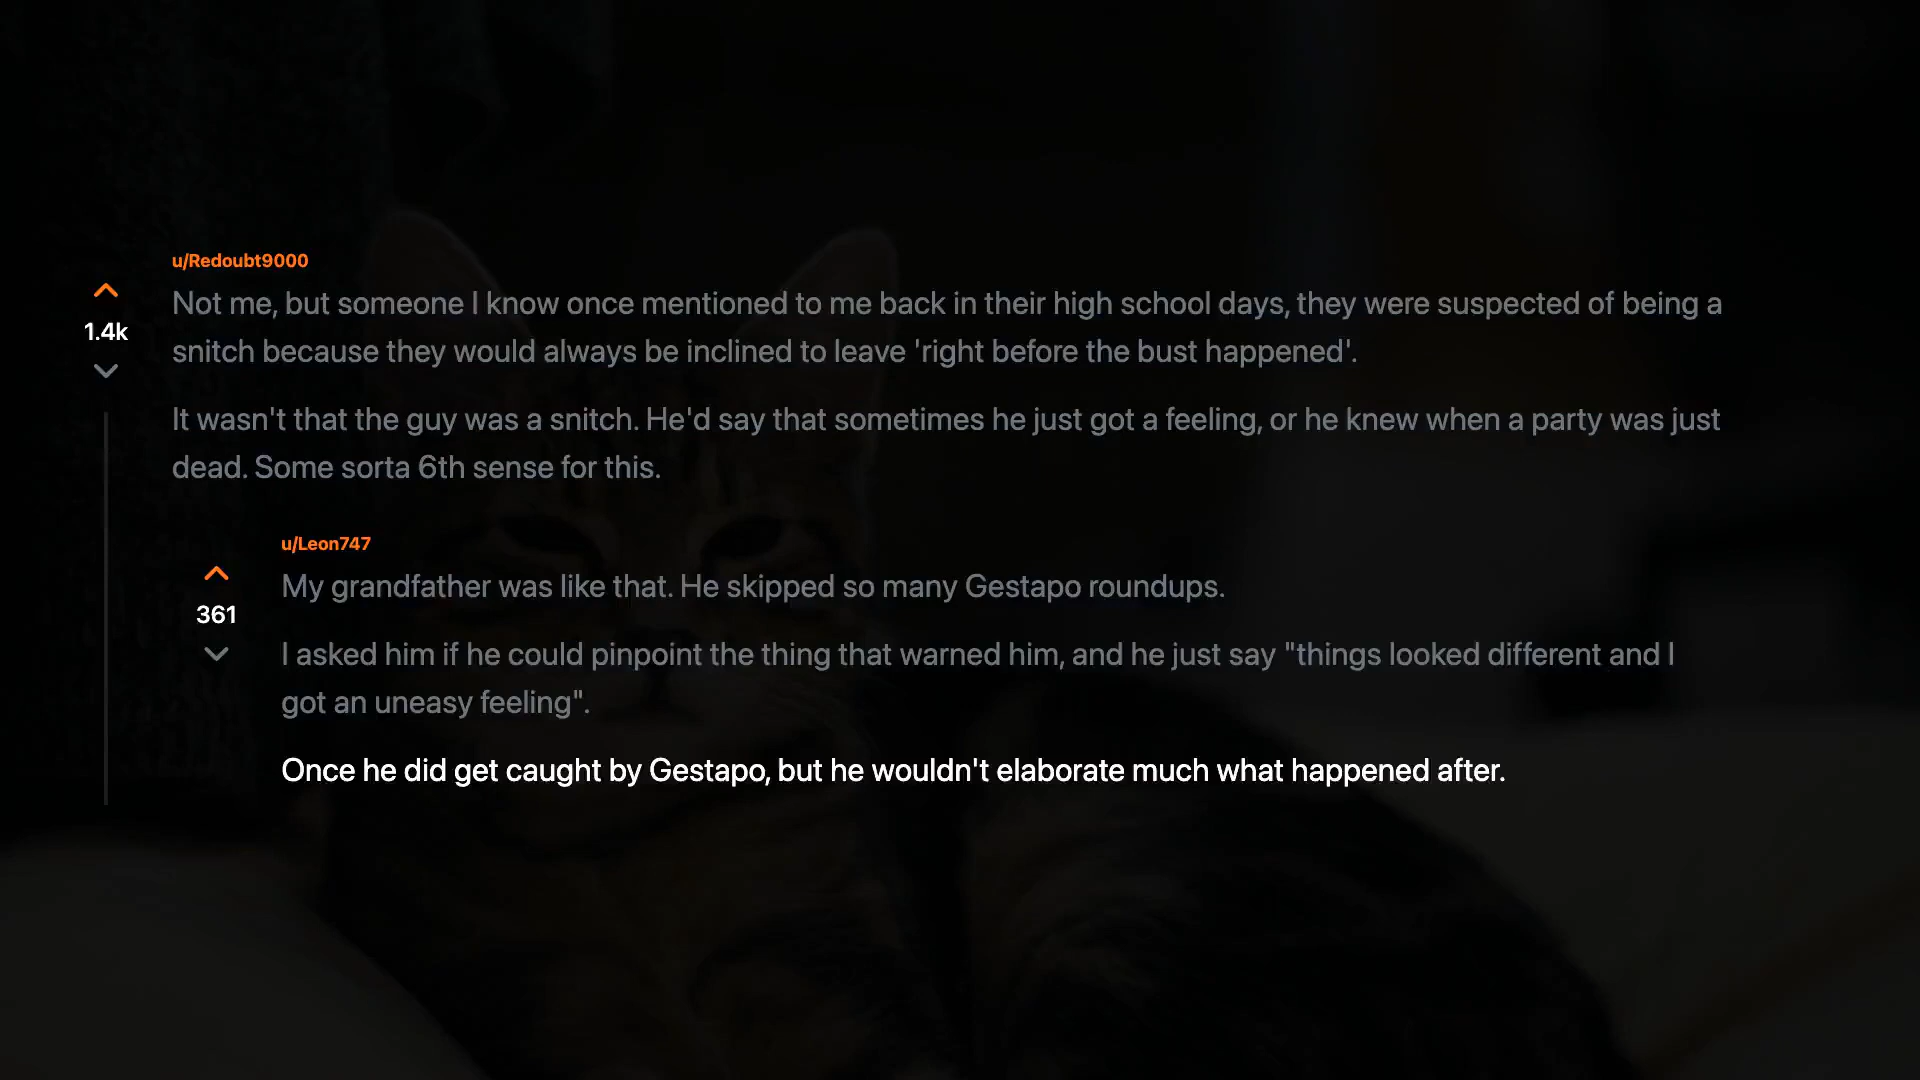 u/Redoubt9000
1.4k
Not me, but someone I know once mentioned to me back in their high school days, they were suspected of being a
snitch because they would always be inclined to leave 'right before the bust happened'.
It wasn't that the guy was a snitch. He'd say that sometimes he just got a feeling, or he knew when a party was just
dead. Some sorta 6th sense for this.
u/Leon747
361
My grandfather was like that. He skipped so many Gestapo roundups.
I asked him if he could pinpoint the thing that warned him, and he just say "things looked different and I
got an uneasy feeling".
Once he did get caught by Gestapo, but he wouldn't elaborate much what happened after.